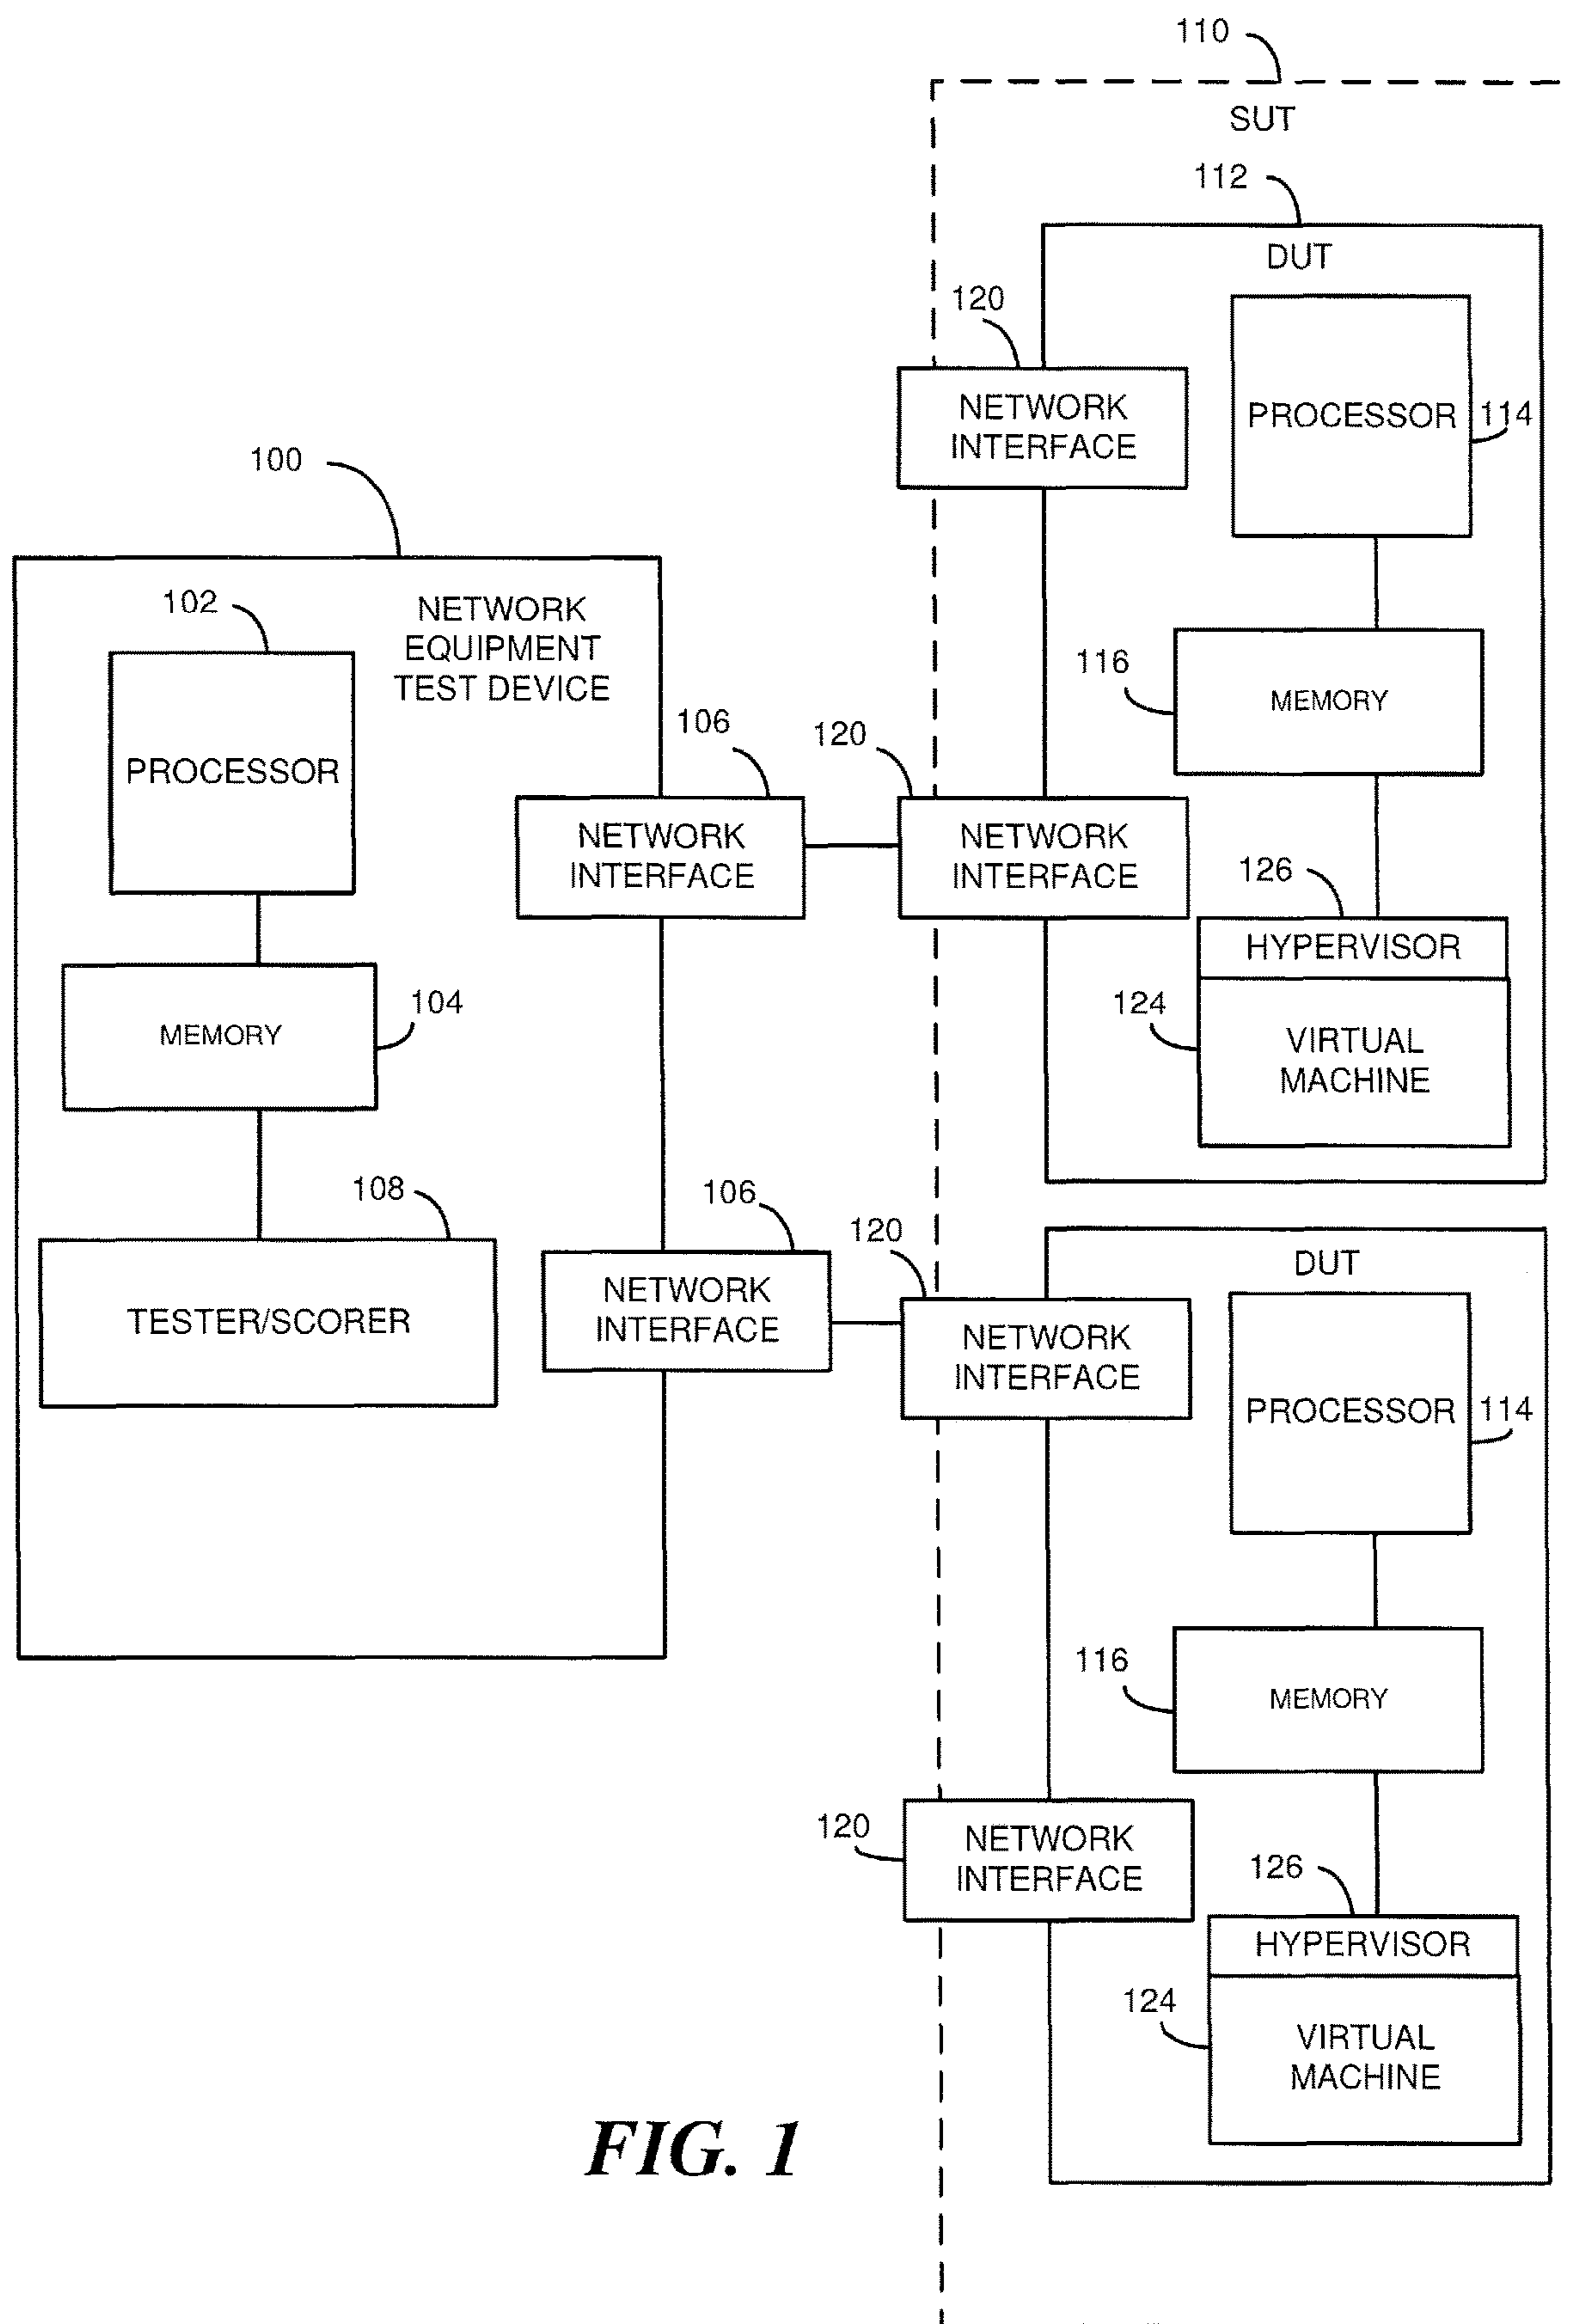 110
SUT
112
DUT
120
NETWORK
INTERFACE
PROCESSOR
114
100
102
NETWORK
EQUIPMENT
TEST DEVICE
PROCESSOR
106
NETWORK
INTERFACE
120
NETWORK
INTERFACE
116
MEMORY
126
HYPERVISOR
124
VIRTUAL
MACHINE
MEMORY
104
108
TESTER/SCORER
106
NETWORK
INTERFACE
120
NETWORK
INTERFACE
DUT
PROCESSOR
114
116
MEMORY
120
NETWORK
INTERFACE
126
HYPERVISOR
124
VIRTUAL
MACHINE
FIG. 1